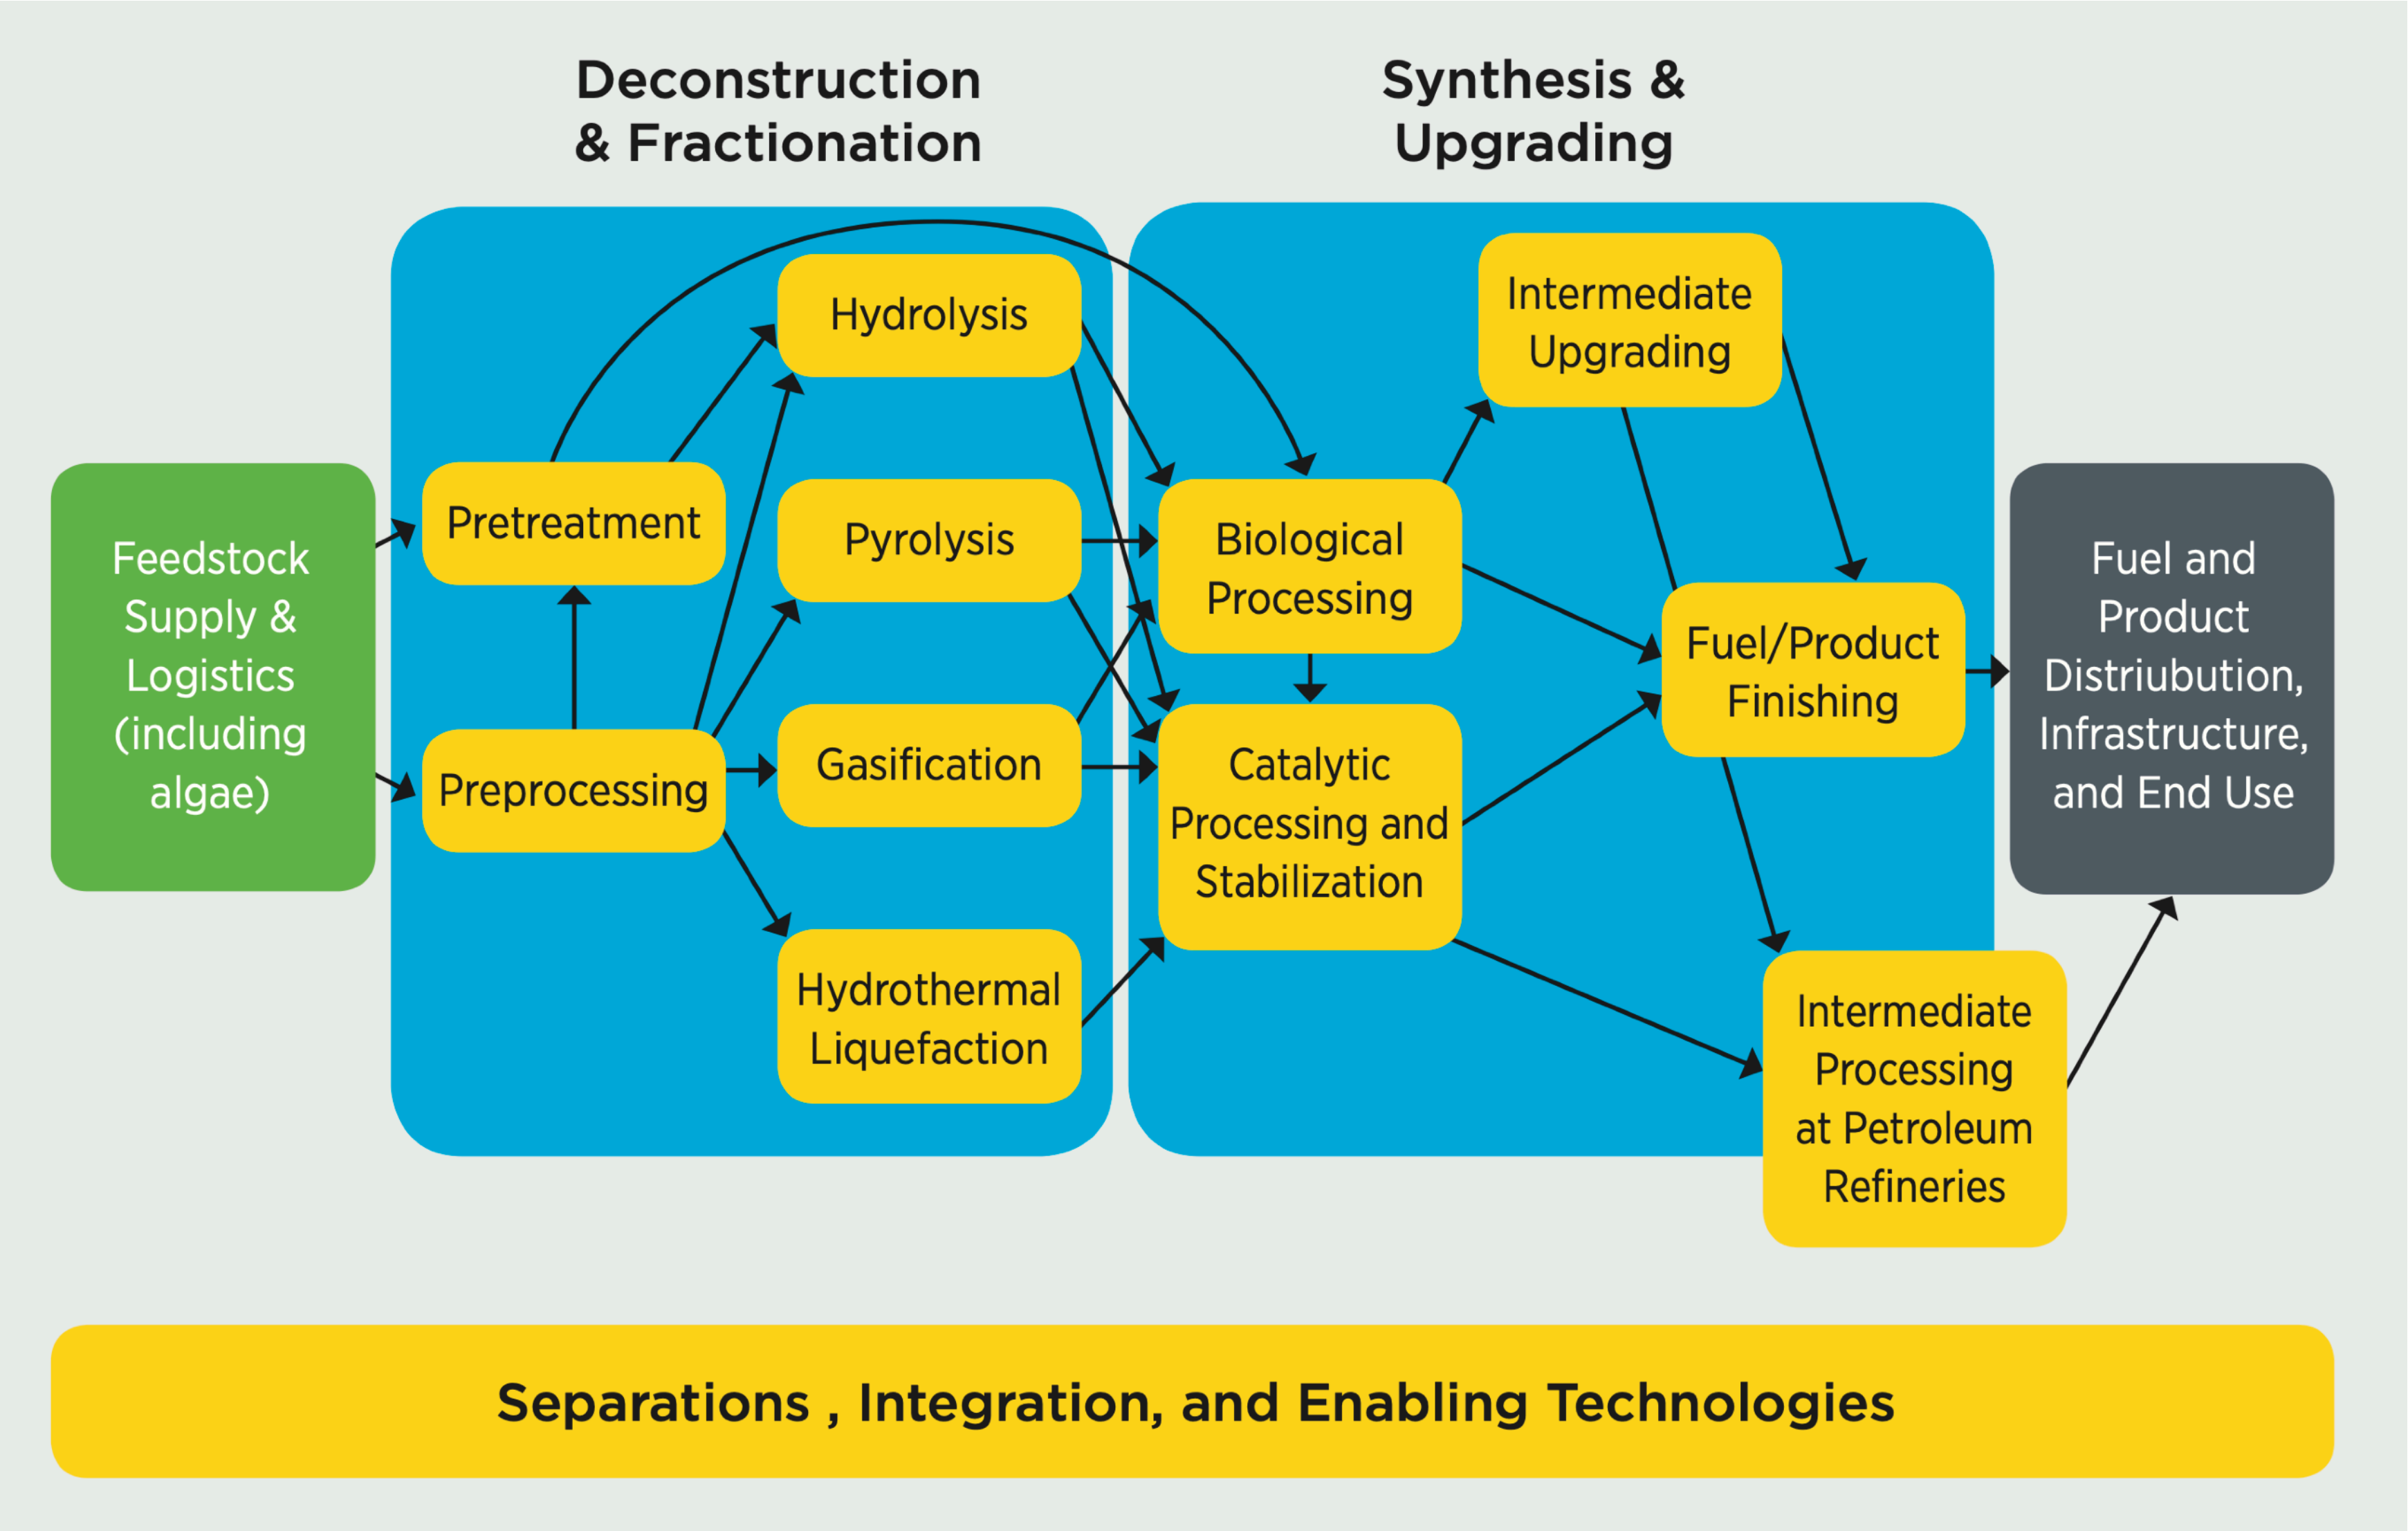 Deconstruction
& Fractionation
Synthesis &
Upgrading
Feedstock
Supply &
Logistics
(including
algae)
Pretreatment
Preprocessing
Hydrolysis
Pyrolysis
Gasification
Hydrothermal
Liquefaction
Biological
Processing
Catalytic
Processing and
Stabilization
Intermediate
Upgrading
Fuel/Product
Finishing
Intermediate
Processing
at Petroleum
Refineries
Fuel and
Product
Distriubution,
Infrastructure,
and End Use
Separations , Integration, and Enabling Technologies